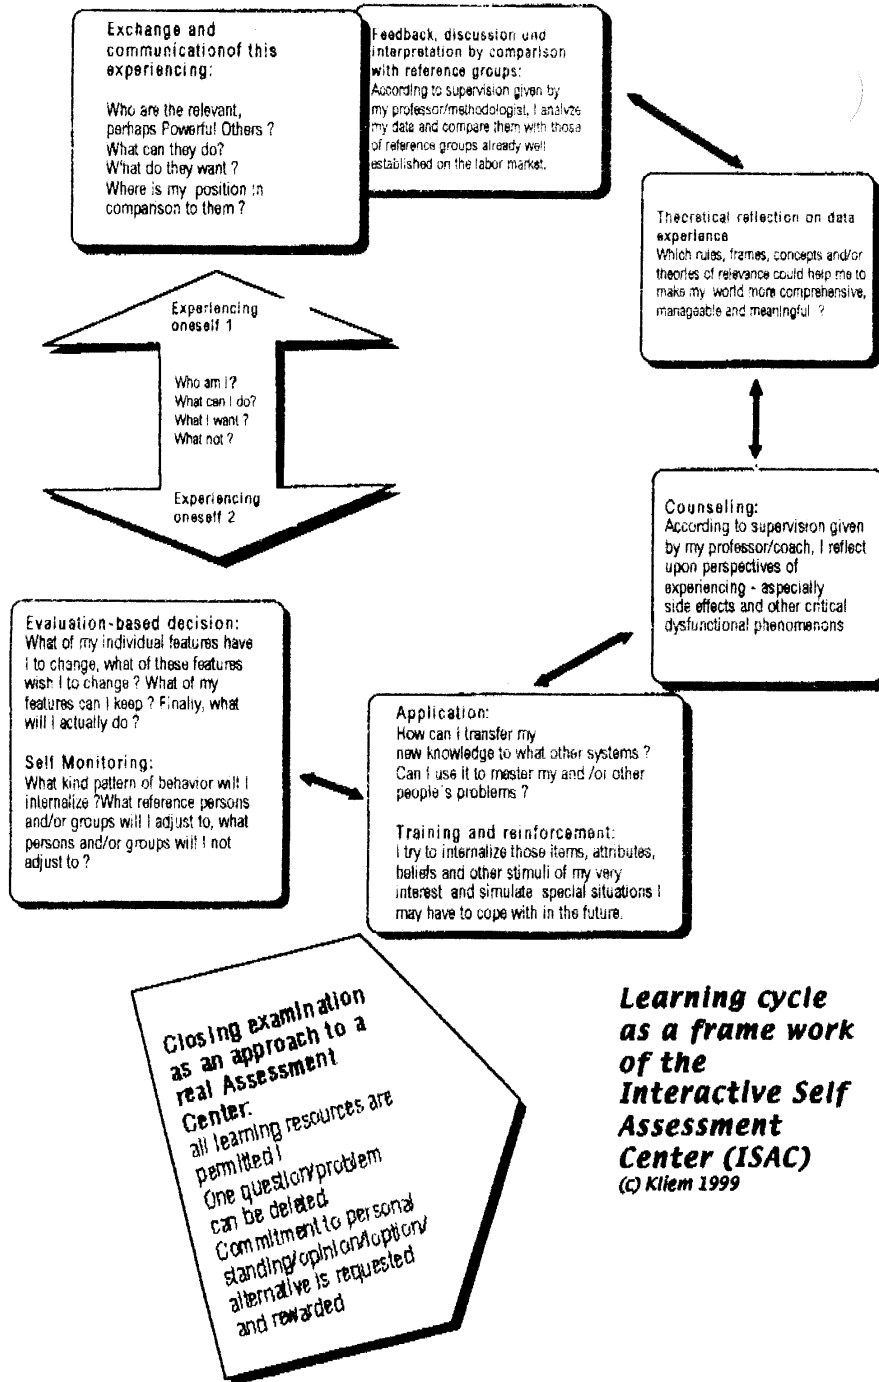 Exchange and
communicationof this
experiencing:
Who are the relevant,
perhaps Powerful Others ?
What can they do?
What do they want ?
Where is my position in
comparison to them ?
Feedback, discussion und
interpretation by comparison
with reference groups:
According to supervision given by
my professor/methodologist, I analyze
my data and compare them with those
of reference groups already well
established on the labor market.
Theoretical reflection on data
experience
Which rules, frames, concepts and/or
theories of relevance could help me to
make my world more comprehensive,
manageable and meaningful ?
Experiencing
oneself 1
Who am I?
What can I do?
What I want ?
What not ?
Experiencing
oneself 2
Counseling:
According to supervision given
by my professor/coach, I reflect
upon perspectives of
experiencing - aspecially
side effects and other critical
dysfunctional phenomenons
Evaluation-based decision:
What of my individual features have
I to change, what of these features
wish I to change ? What of my
features can I keep ? Finally, what
will I actually do ?
Self Monitoring:
What kind pattern of behavior will I
internalize ?What reference persons
and/or groups will I adjust to, what
persons and/or groups will I not
adjust to ?
Application:
How can I transfer my
new knowledge to what other systems ?
Can I use it to master my and /or other
people's problems ?
Training and reinforcement:
I try to internalize those items, attributes,
beliefs and other stimuli of my very
interest and simulate special situations I
may have to cope with in the future.
Closing examination
as an approach to a
real Assessment
Center:
all learning resources are
permitted !
One question/problem
can be deleted.
Commitment to personal
standing/opinion/option/
alternative is requested
and rewarded
Learning cycle
as a frame work
of the
Interactive Self
Assessment
Center (ISAC)
(c) Kliem 1999